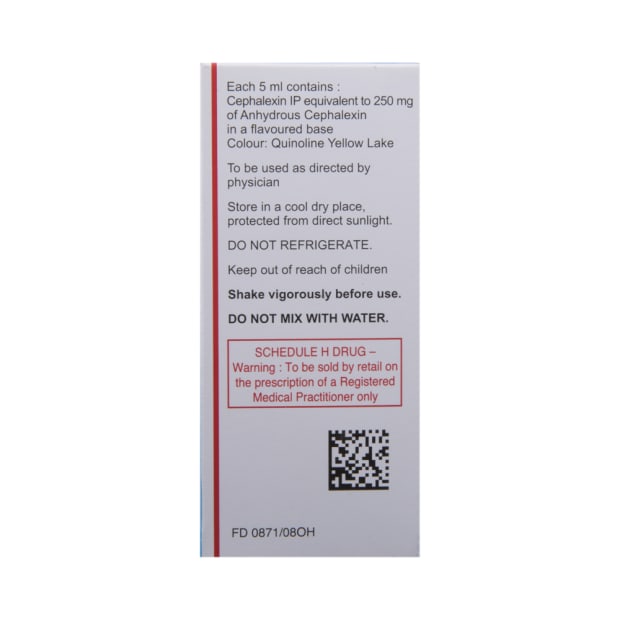 Each 5 ml contains :
Cephalexin IP equivalent to 250 mg
of Anhydrous Cephalexin
in a flavoured base
Colour: Quinoline Yellow Lake
To be used as directed by
physician
Store in a cool dry place,
protected from direct sunlight.
DO NOT REFRIGERATE.
Keep out of reach of children
Shake vigorously before use.
DO NOT MIX WITH WATER.
SCHEDULE H DRUG –
Warning : To be sold by retail on
the prescription of a Registered
Medical Practitioner only
FD 0871/08OH